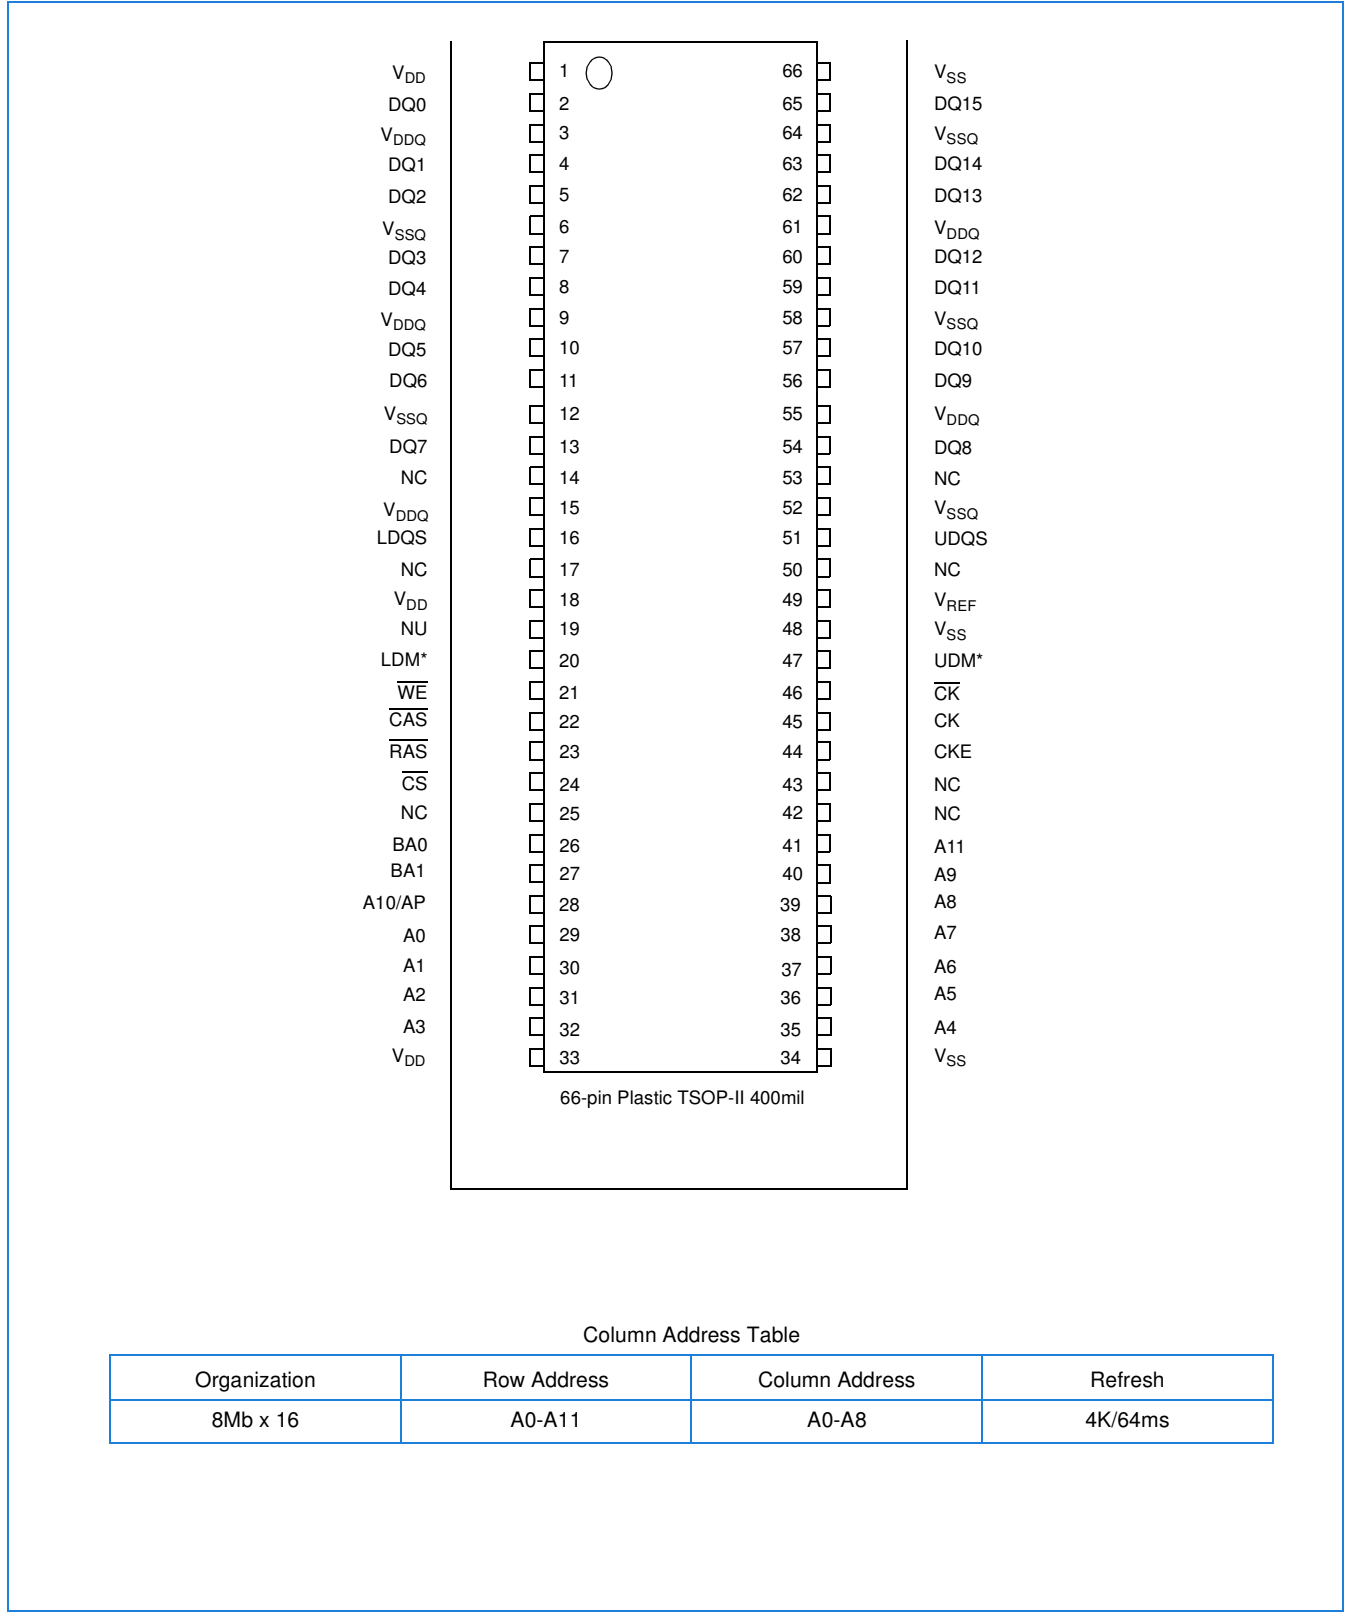 VDD 1 66 VSS
DQ0 2 65 DQ15
VDDQ 3 64 VSSQ
DQ1 4 63 DQ14
DQ2 5 62 DQ13
VSSQ 6 61 VDDQ
DQ3 7 60 DQ12
DQ4 8 59 DQ11
VDDQ 9 58 VSSQ
DQ5 10 57 DQ10
DQ6 11 56 DQ9
VSSQ 12 55 VDDQ
DQ7 13 54 DQ8
NC 14 53 NC
VDDQ 15 52 VSSQ
LDQS 16 51 UDQS
NC 17 50 NC
VDD 18 49 VREF
NU 19 48 VSS
LDM* 20 47 UDM*
W̅E̅ 21 46 C̅K̅
C̅A̅S̅ 22 45 CK
R̅A̅S̅ 23 44 CKE
C̅S̅ 24 43 NC
NC 25 42 NC
BA0 26 41 A11
BA1 27 40 A9
A10/AP 28 39 A8
A0 29 38 A7
A1 30 37 A6
A2 31 36 A5
A3 32 35 A4
VDD 33 34 VSS
66-pin Plastic TSOP-II 400mil
Column Address Table
Organization Row Address Column Address Refresh
8Mb x 16 A0-A11 A0-A8 4K/64ms